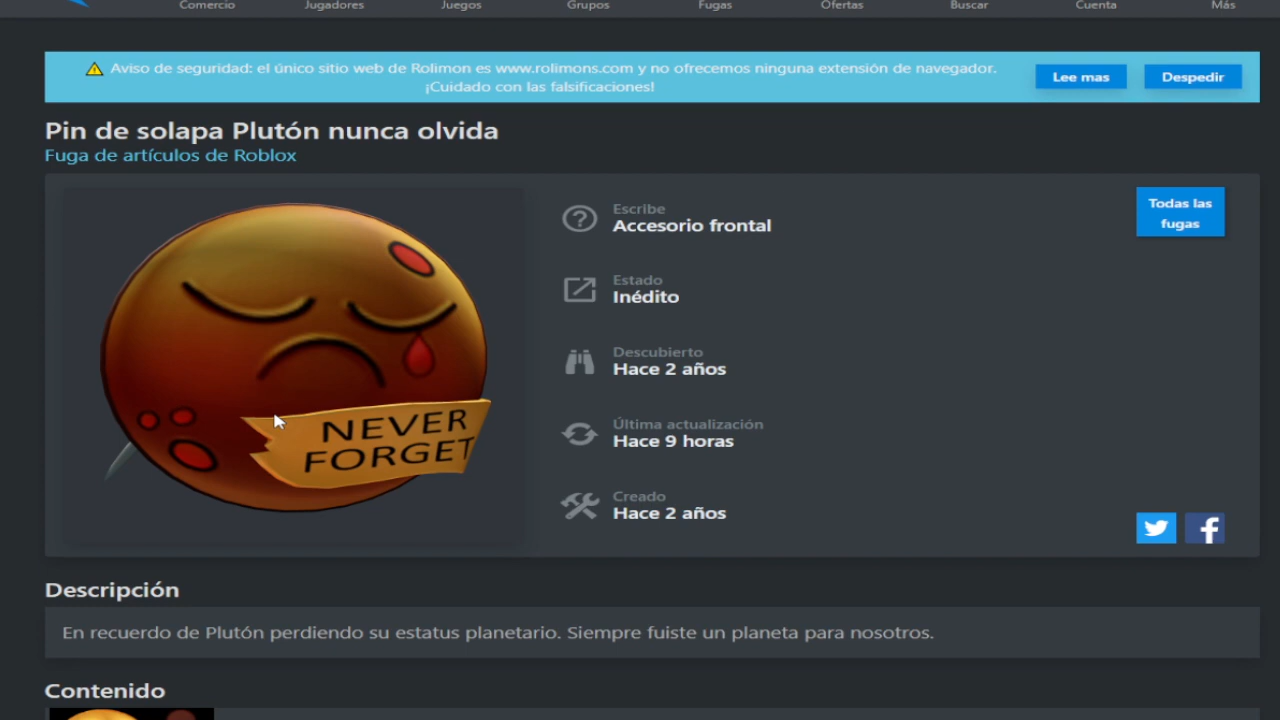 Comercio Jugadores Juegos Grupos Fugas Ofertas Buscar Cuenta Más
Aviso de seguridad: el único sitio web de Rolimon es www.rolimons.com y no ofrecemos ninguna extensión de navegador.
¡Cuidado con las falsificaciones!
Lee mas
Despedir
Pin de solapa Plutón nunca olvida
Fuga de artículos de Roblox
NEVER
FORGET
Escribe
Accesorio frontal
Estado
Inédito
Descubierto
Hace 2 años
Última actualización
Hace 9 horas
Creado
Hace 2 años
Todas las
fugas
Descripción
En recuerdo de Plutón perdiendo su estatus planetario. Siempre fuiste un planeta para nosotros.
Contenido